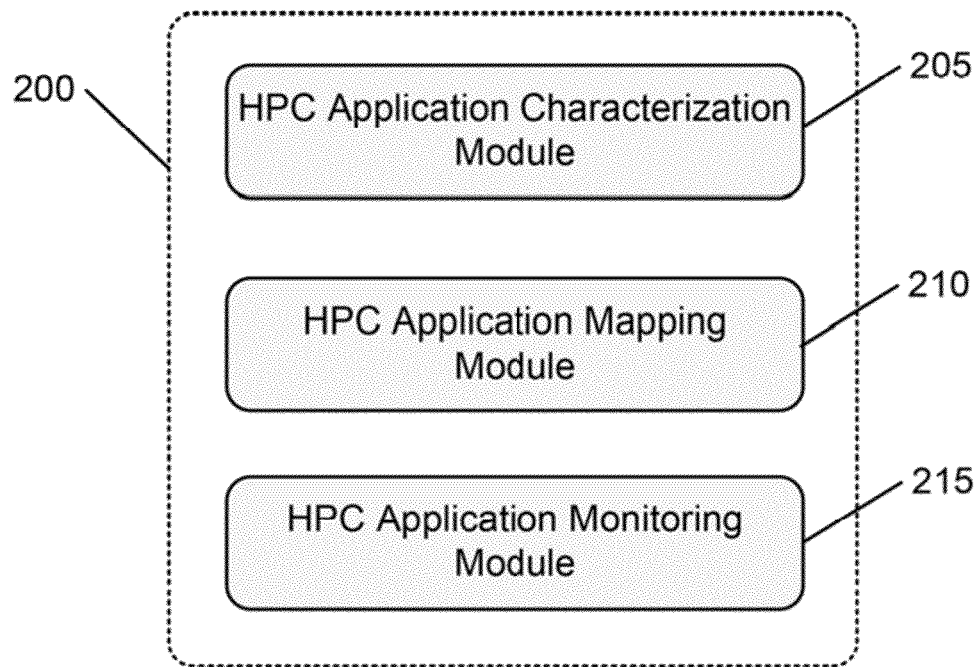 205
200
HPC Application Characterization
Module
210
HPC Application Mapping
Module
215
HPC Application Monitoring
Module